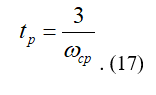 t_p = 3 / ω_cp . (17)